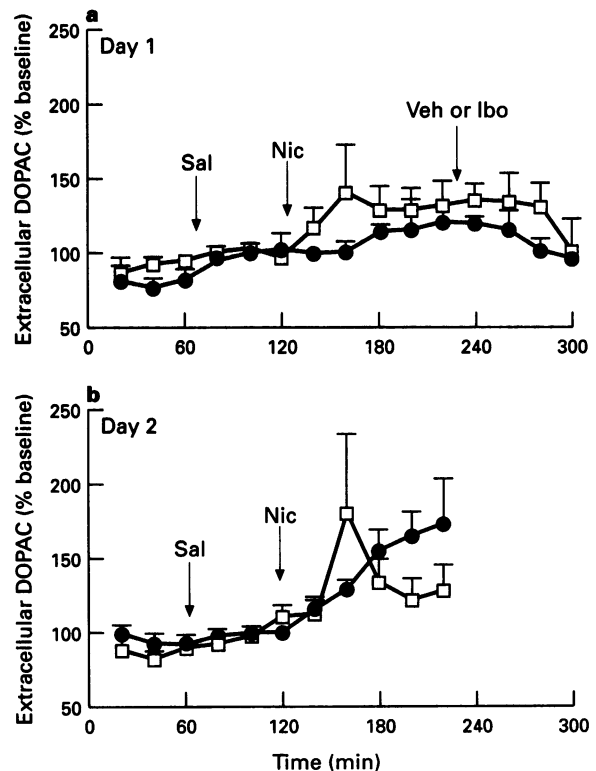 a
Day 1
Extracellular DOPAC (% baseline)
250
200
150
100
50
Sal
Nic
Veh or Ibo
0
60
120
180
240
300
b
Day 2
Extracellular DOPAC (% baseline)
250
200
150
100
50
Sal
Nic
0
60
120
180
240
300
Time (min)